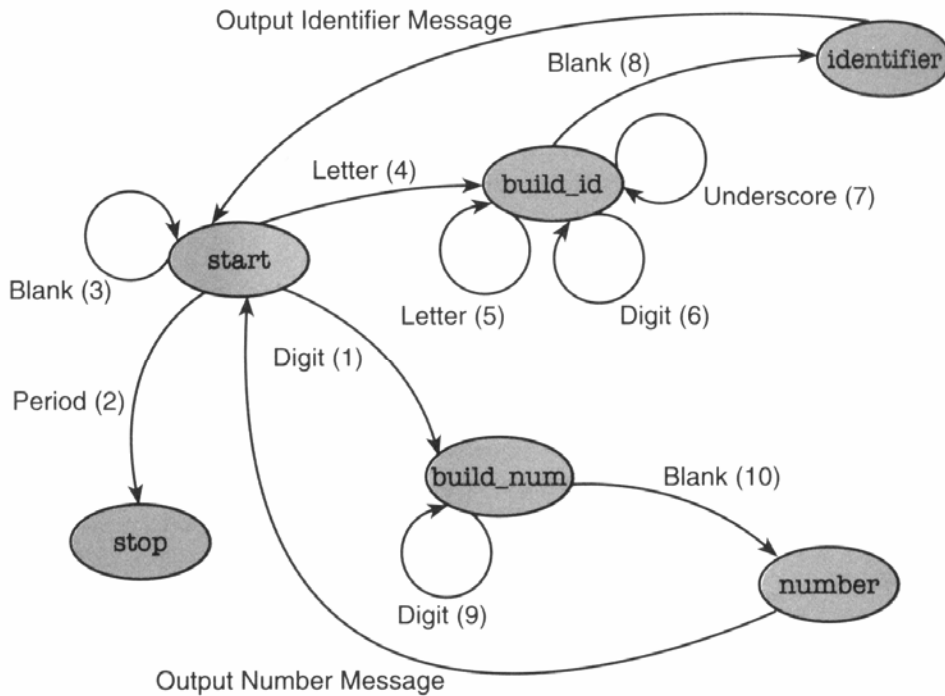 Output Identifier Message
identifier
Blank (8)
Letter (4)
build_id
Underscore (7)
start
Blank (3)
Letter (5)
Digit (6)
Digit (1)
Period (2)
build_num
Blank (10)
stop
number
Digit (9)
Output Number Message